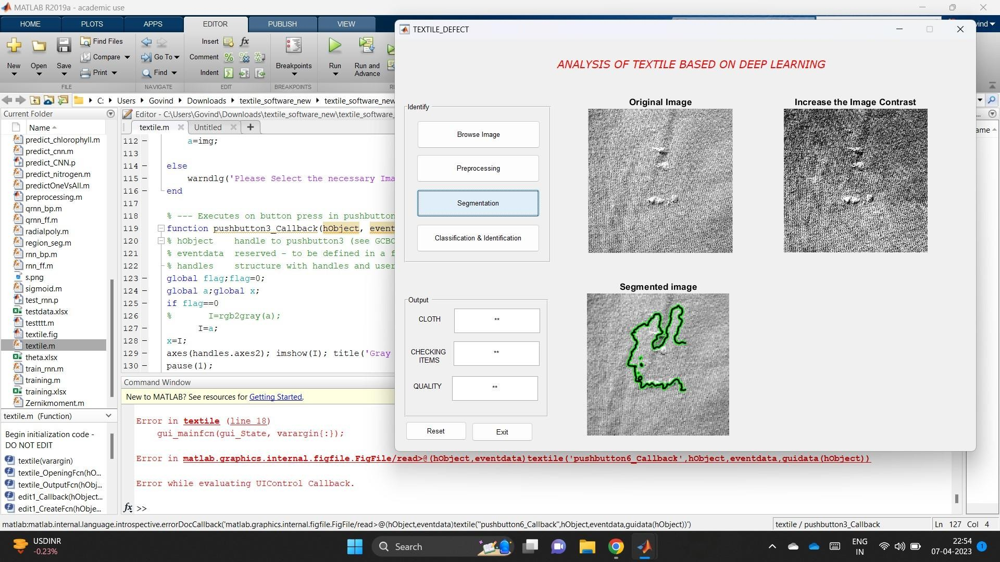 MATLAB R2019a - academic use
HOME PLOTS APPS EDITOR PUBLISH VIEW
New
Open
Save
Find Files
Compare
Print
FILE
Go To
Find
NAVIGATE
Insert fx
Comment
Indent
EDIT
Breakpoints
BREAKPOINTS
Run
Run and
Advance
C: Users Govind Downloads textile_software_new textile_software_new
Current Folder
Name
predict_chlorophyll.m
predict_cnn.m
predict_CNN.p
predict_nitrogen.m
predictOneVsAll.m
preprocessing.m
qrnn_bp.m
qrnn_ff.m
radialpoly.m
region_seg.m
rnn_bp.m
rnn_ff.m
s.png
sigmoid.m
test_rnn.p
testdata.xlsx
testttt.m
textile.fig
textile.m
theta.xlsx
train_rnn.m
training.m
training.xlsx
Zernikmoment.m
textile.m (Function)
Begin initialization code -
DO NOT EDIT
textile(varargin)
textile_OpeningFcn(hO...
textile_OutputFcn(hObj...
edit1_Callback(hObject...
edit1_CreateFcn(hObje...
Editor - C:\Users\Govind\Downloads\textile_software_new\textile_software_
textile.m Untitled
112 a=img;
113
114 else
115 warndlg('Please Select the necessary Ima
116 end
117
118 % --- Executes on button press in pushbutton
119 function pushbutton3_Callback(hObject, event
120 % hObject    handle to pushbutton3 (see GCBO
121 % eventdata  reserved - to be defined in a f
122 % handles    structure with handles and user
123 global flag;flag=0;
124 global a;global x;
125 if flag==0
126 %       I=rgb2gray(a);
127 I=a;
128 x=I;
129 axes(handles.axes2); imshow(I); title('Gray
130 pause(1);
Command Window
New to MATLAB? See resources for Getting Started.
Error in textile (line 18)
gui_mainfcn(gui_State, varargin{:});
Error in matlab.graphics.internal.figfile.FigFile/read>@(hObject,eventdata)textile('pushbutton6_Callback',hObject,eventdata,guidata(hObject))
Error while evaluating UIControl Callback.
fx >>
TEXTILE_DEFECT
ANALYSIS OF TEXTILE BASED ON DEEP LEARNING
Identify
Browse Image
Preprocessing
Segmentation
Classification & Identification
Original Image
Increase the Image Contrast
Segmented image
Output
CLOTH **
CHECKING
ITEMS **
QUALITY **
Reset
Exit
matlab:matlab.internal.language.introspective.errorDocCallback('matlab.graphics.internal.figfile.FigFile/read>@(hObject,eventdata)textile(''pushbutton6_Callback'',hObject,eventdata,guidata(hObject))')
textile / pushbutton3_Callback
Ln 127 Col 4
USDINR
-0.23%
Search
ENG
IN
22:54
07-04-2023
1